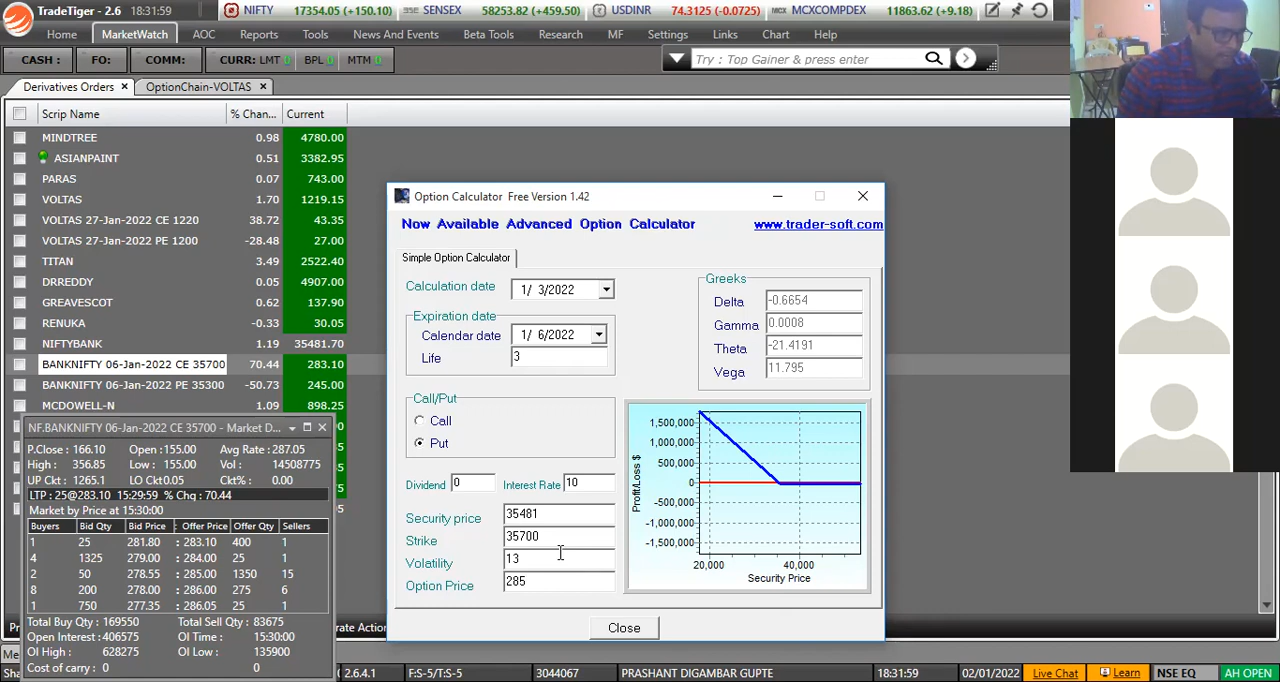 TradeTiger - 2.6 18:31:59 NIFTY 17354.05 (+150.10) SENSEX 58253.82 (+459.50) USDINR 74.3125 (-0.0725) MCX MCXCOMPDEX 11863.62 (+9.18)
Home MarketWatch AOC Reports Tools News And Events Beta Tools Research MF Settings Links Chart Help
CASH : FO: COMM: CURR: LMT 0 BPL 0 MTM 0 Try : Top Gainer & press enter
Derivatives Orders × OptionChain-VOLTAS ×
Scrip Name % Chan... Current
MINDTREE 0.98 4780.00
ASIANPAINT 0.51 3382.95
PARAS 0.07 743.00
VOLTAS 1.70 1219.15
VOLTAS 27-Jan-2022 CE 1220 38.72 43.35
VOLTAS 27-Jan-2022 PE 1200 -28.48 27.00
TITAN 3.49 2522.40
DRREDDY 0.05 4907.00
GREAVESCOT 0.62 137.90
RENUKA -0.33 30.05
NIFTYBANK 1.19 35481.70
BANKNIFTY 06-Jan-2022 CE 35700 70.44 283.10
BANKNIFTY 06-Jan-2022 PE 35300 -50.73 245.00
MCDOWELL-N 1.09 898.25
NF.BANKNIFTY 06-Jan-2022 CE 35700 - Market D...
P.Close : 166.10 Open : 155.00 Avg Rate : 287.05
High : 356.85 Low : 155.00 Vol : 14508775
UP Ckt : 1265.1 LO Ckt 0.05 Ckt% : 0.00
LTP : 25@283.10 15:29:59 % Chg : 70.44
Market by Price at 15:30:00
Buyers Bid Qty Bid Price : Offer Price Offer Qty Sellers
1 25 281.80 : 283.10 400 1
4 1325 279.00 : 284.00 25 1
2 50 278.55 : 285.00 1350 15
8 200 278.00 : 286.00 275 6
1 750 277.35 : 286.05 25 1
Total Buy Qty : 169550 Total Sell Qty : 83675
Open Interest : 406575 OI Time : 15:30:00
OI High : 628275 OI Low : 135900
Cost of carry : 0 0
Option Calculator Free Version 1.42
Now Available Advanced Option Calculator www.trader-soft.com
Simple Option Calculator
Calculation date 1/ 3/2022
Expiration date
Calendar date 1/ 6/2022
Life 3
Call/Put
Call
Put
Dividend 0 Interest Rate 10
Security price 35481
Strike 35700
Volatility 13
Option Price 285
Greeks
Delta -0.6654
Gamma 0.0008
Theta -21.4191
Vega 11.795
Profit/Loss $
1,500,000
1,000,000
500,000
0
-500,000
-1,000,000
-1,500,000
20,000 40,000
Security Price
Close
rate Action
2.6.4.1 F:S-5/T:S-5 3044067 PRASHANT DIGAMBAR GUPTE 18:31:59 02/01/2022 Live Chat Learn NSE EQ AH OPEN